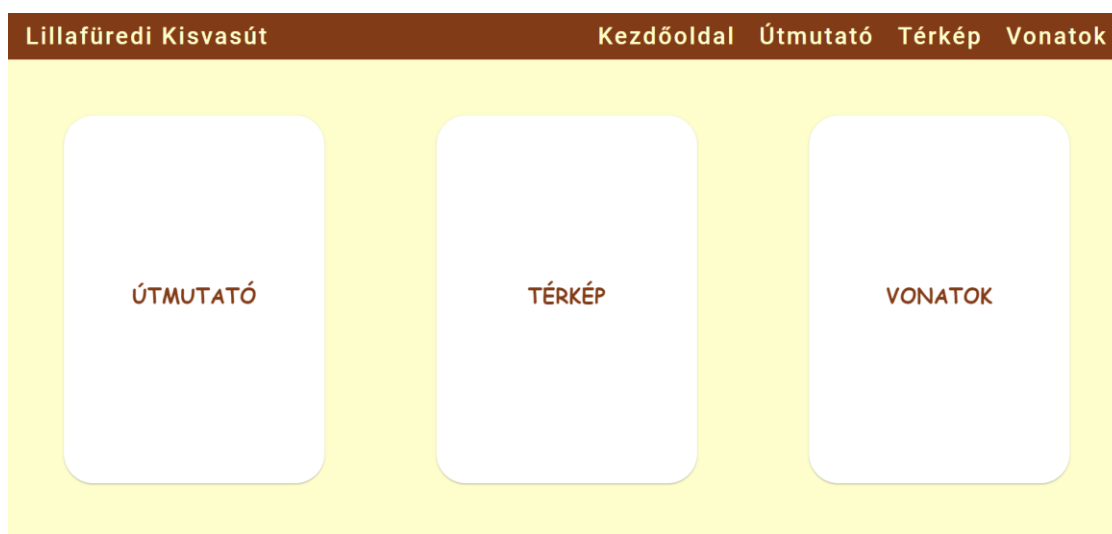 Lillafüredi Kisvasút Kezdőoldal Útmutató Térkép Vonatok
ÚTMUTATÓ TÉRKÉP VONATOK